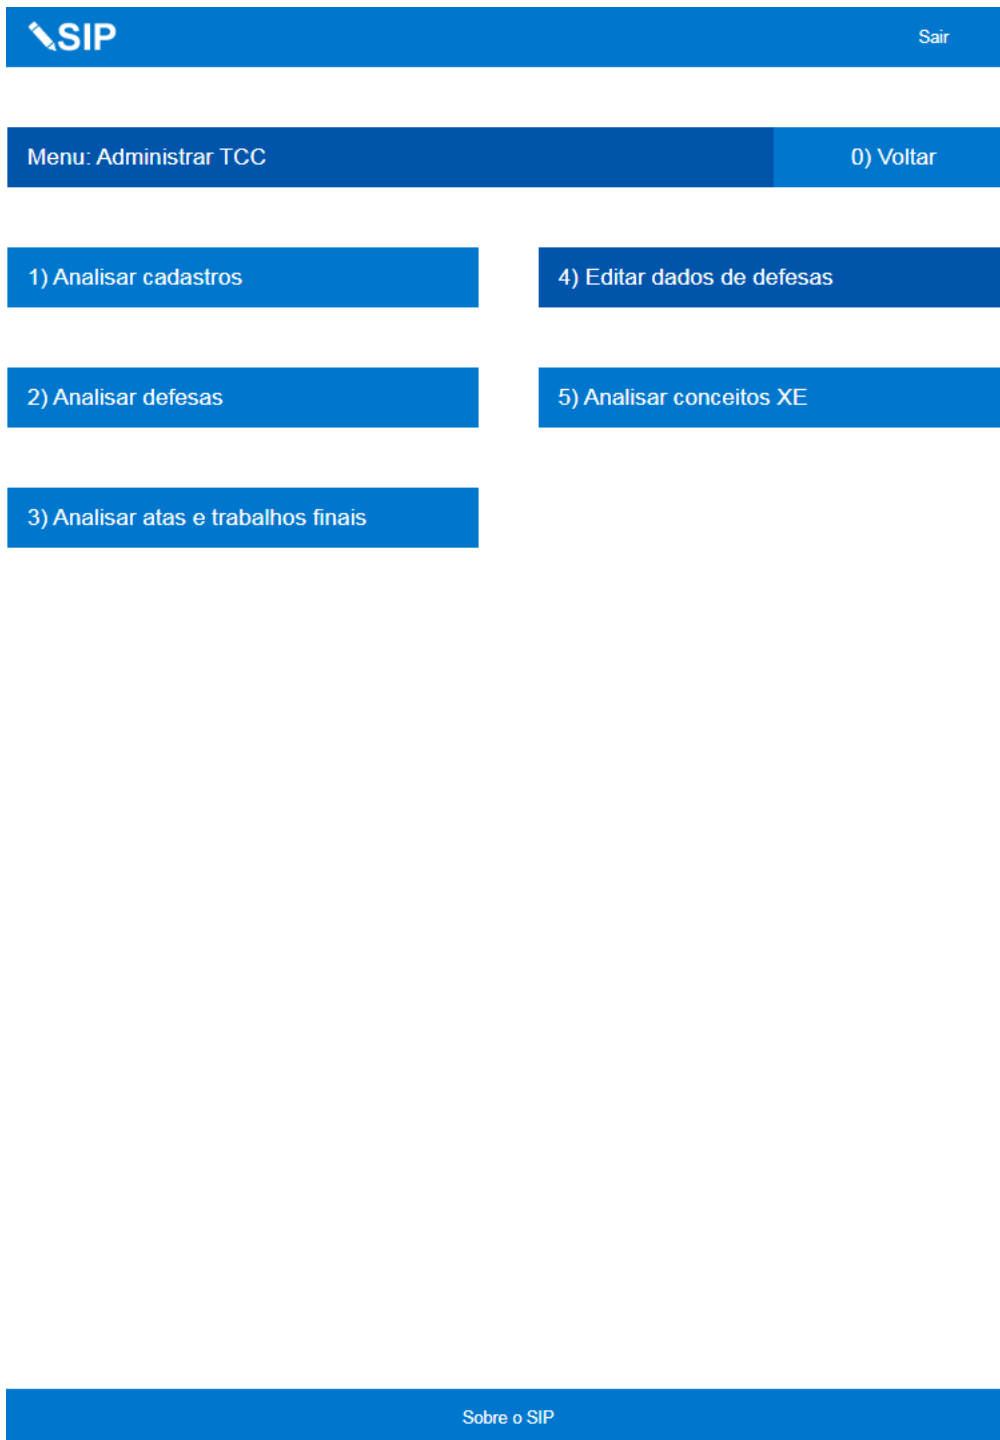 SIP
Sair
Menu: Administrar TCC
0) Voltar
1) Analisar cadastros
4) Editar dados de defesas
2) Analisar defesas
5) Analisar conceitos XE
3) Analisar atas e trabalhos finais
Sobre o SIP